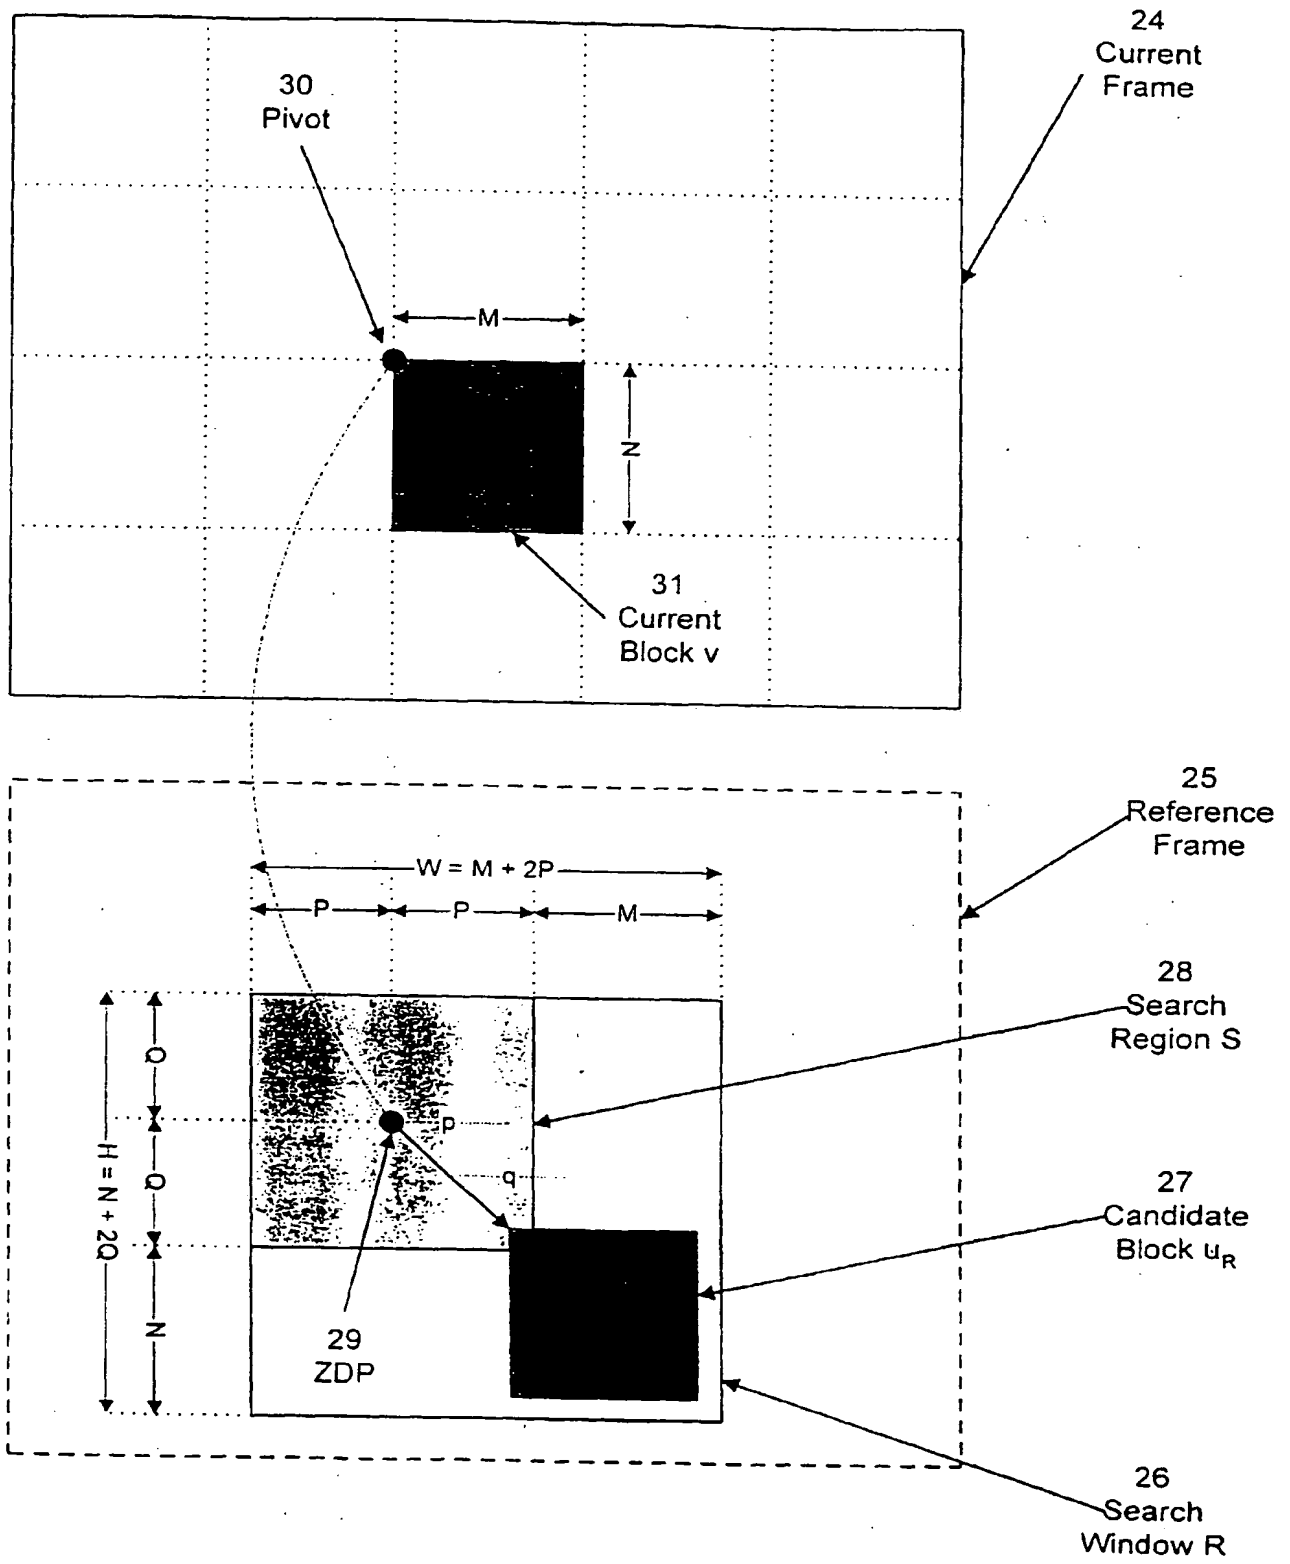 24
Current
Frame
30
Pivot
M
N
31
Current
Block v
25
Reference
Frame
W = M + 2P
P
P
M
28
Search
Region S
Q
p
H = N + 2Q
Q
q
27
Candidate
Block uR
N
29
ZDP
26
Search
Window R